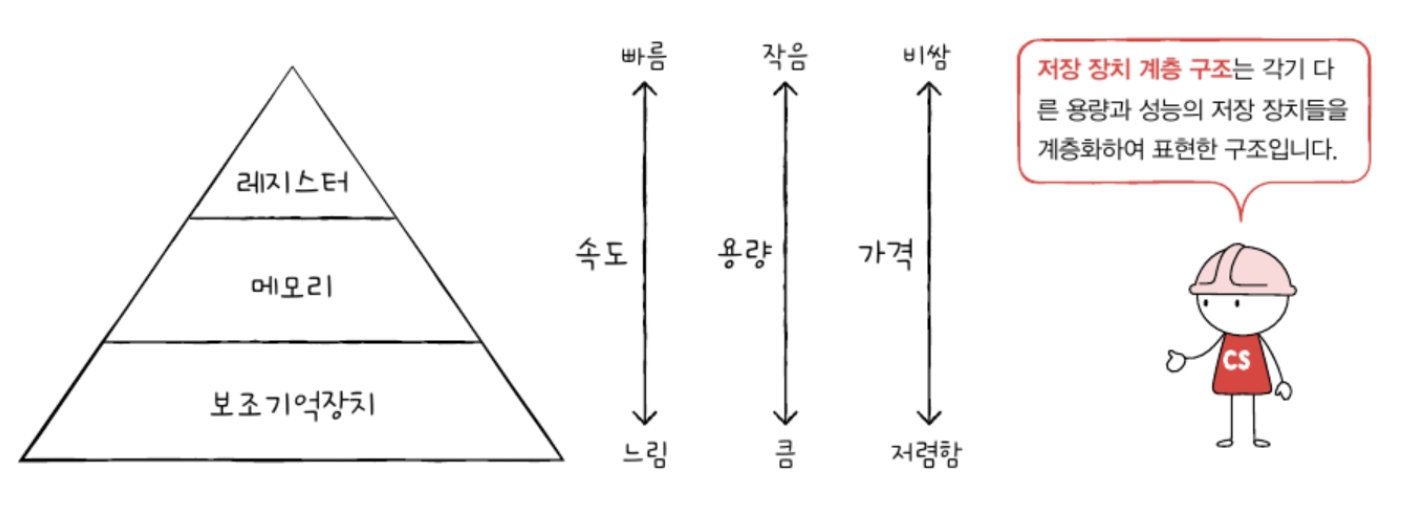 레지스터
메모리
보조기억장치
빠름
속도
느림
작음
용량
큼
비쌈
가격
저렴함
저장 장치 계층 구조는 각기 다
른 용량과 성능의 저장 장치들을
계층화하여 표현한 구조입니다.
CS